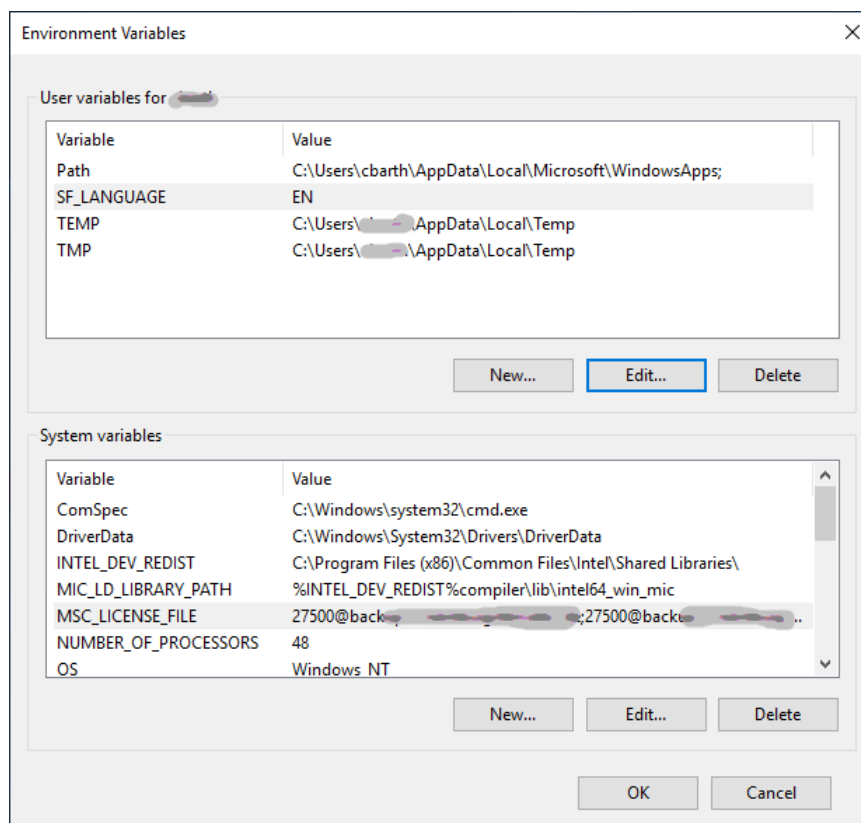 Environment Variables
User variables for
Variable Value
Path C:\Users\cbarth\AppData\Local\Microsoft\WindowsApps;
SF_LANGUAGE EN
TEMP C:\Users\ \AppData\Local\Temp
TMP C:\Users\ \AppData\Local\Temp
New... Edit... Delete
System variables
Variable Value
ComSpec C:\Windows\system32\cmd.exe
DriverData C:\Windows\System32\Drivers\DriverData
INTEL_DEV_REDIST C:\Program Files (x86)\Common Files\Intel\Shared Libraries\
MIC_LD_LIBRARY_PATH %INTEL_DEV_REDIST%compiler\lib\intel64_win_mic
MSC_LICENSE_FILE 27500@back ;27500@back ..
NUMBER_OF_PROCESSORS 48
OS Windows_NT
New... Edit... Delete
OK Cancel